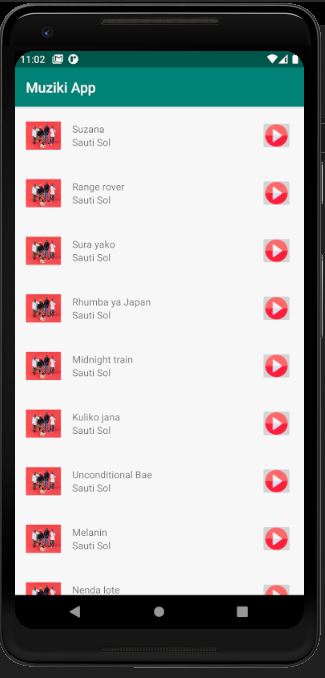 11:02
Muziki App
Suzana
Sauti Sol
Range rover
Sauti Sol
Sura yako
Sauti Sol
Rhumba ya Japan
Sauti Sol
Midnight train
Sauti Sol
Kuliko jana
Sauti Sol
Unconditional Bae
Sauti Sol
Melanin
Sauti Sol
Nenda lote